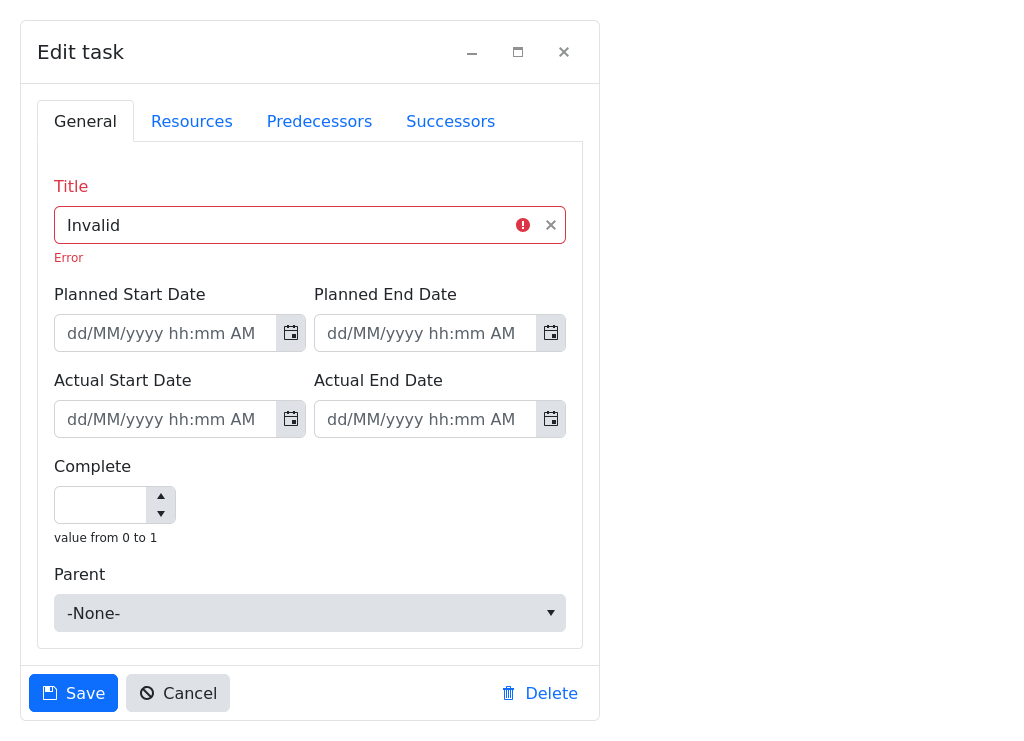 Edit task
General Resources Predecessors Successors
Title
Invalid
Error
Planned Start Date Planned End Date
dd/MM/yyyy hh:mm AM dd/MM/yyyy hh:mm AM
Actual Start Date Actual End Date
dd/MM/yyyy hh:mm AM dd/MM/yyyy hh:mm AM
Complete
value from 0 to 1
Parent
-None-
Save Cancel Delete